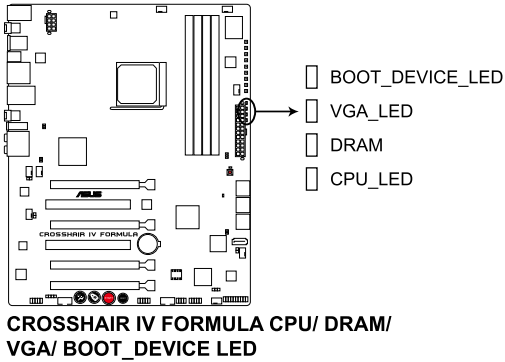 BOOT_DEVICE_LED
VGA_LED
DRAM
CPU_LED
ASUS
CROSSHAIR IV FORMULA
CROSSHAIR IV FORMULA CPU/ DRAM/
VGA/ BOOT_DEVICE LED